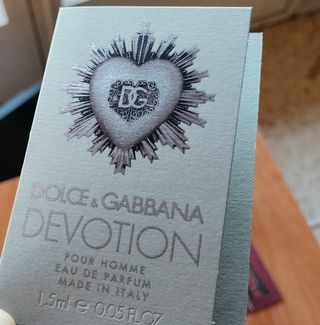 DG
DOLCE & GABBANA
DEVOTION
POUR HOMME
EAU DE PARFUM
MADE IN ITALY
1.5ml e 0.05 FL OZ